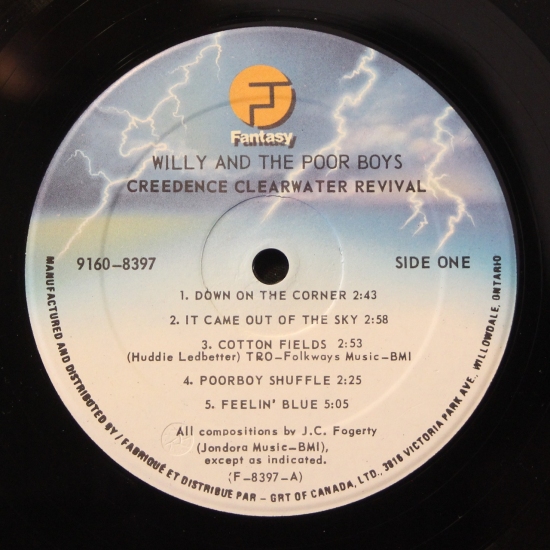 Fantasy
WILLY AND THE POOR BOYS
CREEDENCE CLEARWATER REVIVAL
9160-8397
SIDE ONE
1. DOWN ON THE CORNER 2:43
2. IT CAME OUT OF THE SKY 2:58
3. COTTON FIELDS 2:53
(Huddie Ledbetter) TRO-Folkways Music-BMI
4. POORBOY SHUFFLE 2:25
5. FEELIN' BLUE 5:05
All compositions by J.C. Fogerty
(Jondora Music-BMI),
except as indicated.
(F-8397-A)
MANUFACTURED AND DISTRIBUTED BY / FABRIQUÉ ET DISTRIBUE PAR - GRT OF CANADA, LTD., 3816 VICTORIA PARK AVE., WILLOWDALE, ONTARIO